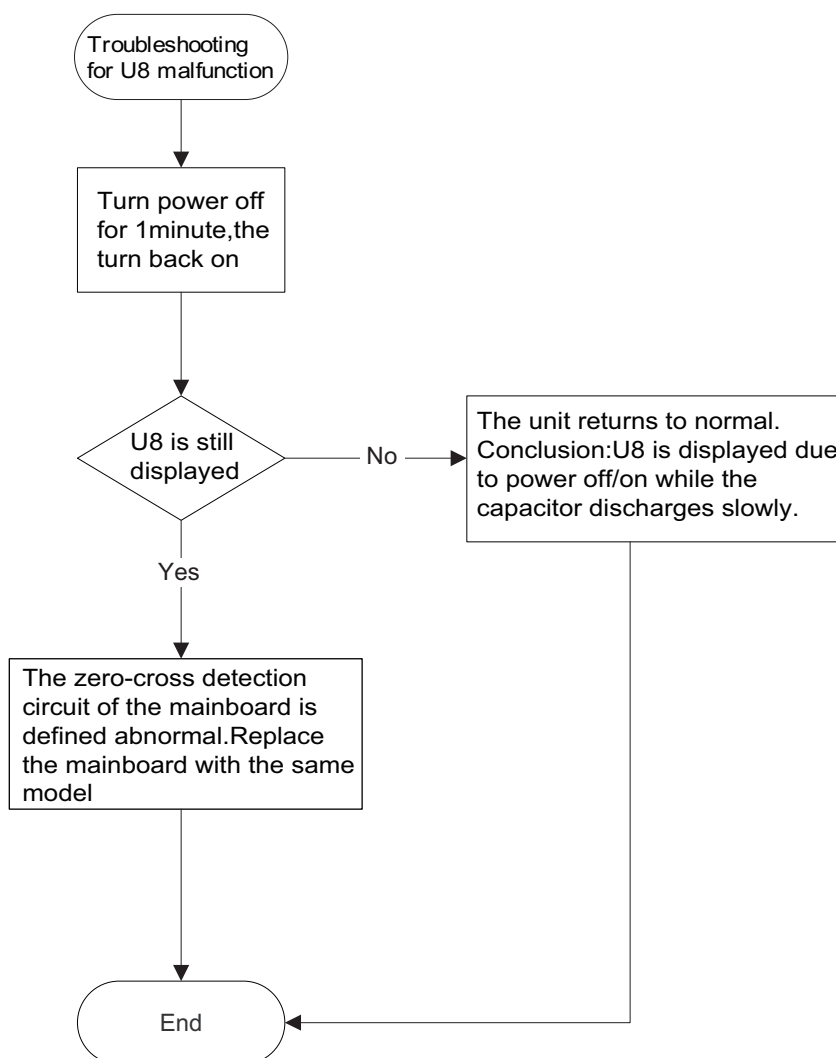 Troubleshooting
for U8 malfunction
Turn power off
for 1minute,the
turn back on
U8 is still
displayed
No
The unit returns to normal.
Conclusion:U8 is displayed due
to power off/on while the
capacitor discharges slowly.
Yes
The zero-cross detection
circuit of the mainboard is
defined abnormal.Replace
the mainboard with the same
model
End